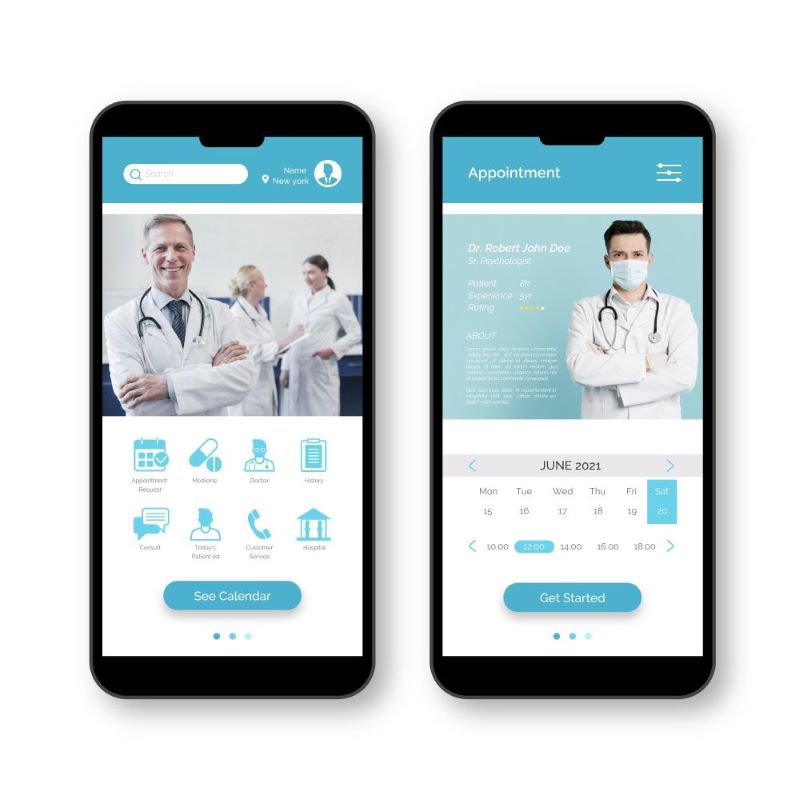 Search
Name
New york
Appointment
Request
Medicine
Doctor
History
Consult
Today's
Patient list
Customer
Service
Hospital
See Calendar
Appointment
Dr. Robert John Doe
Sr. Psychologist
Patient 8k
Experience 5yr
Rating
ABOUT
JUNE 2021
Mon Tue Wed Thu Fri Sat
15 16 17 18 19 20
10.00 12.00 14.00 16.00 18.00
Get Started